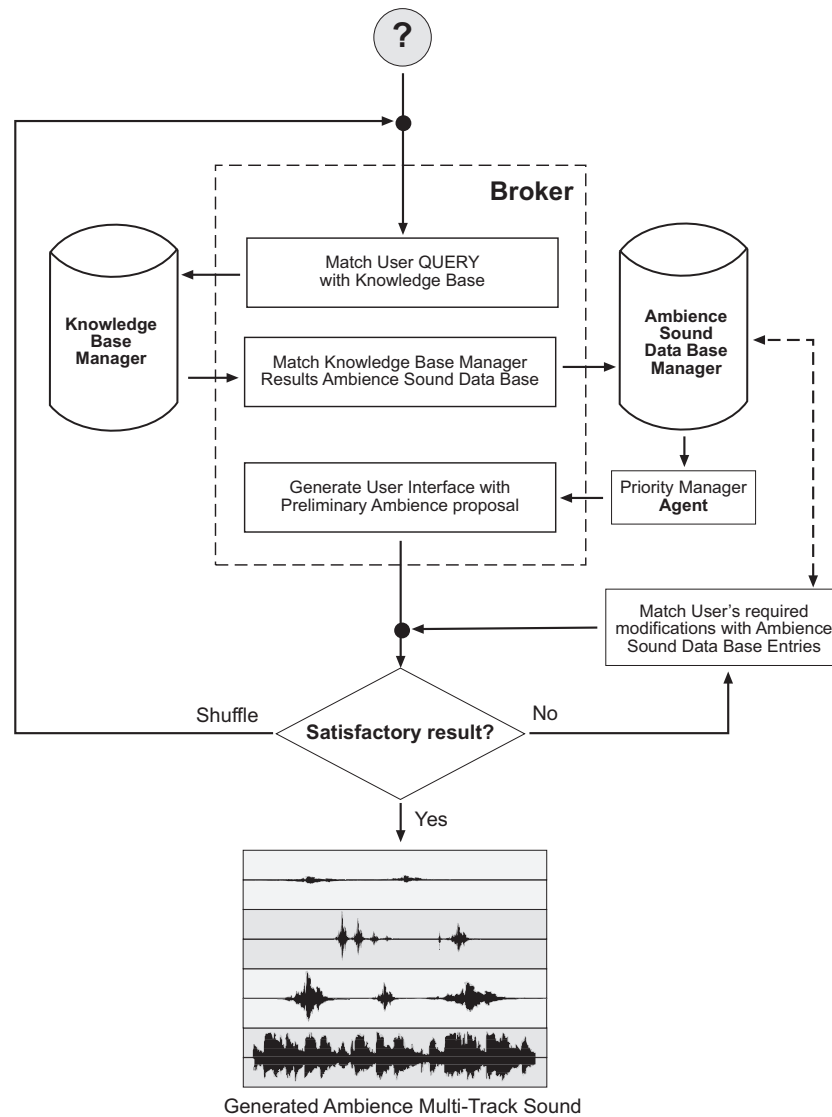 ?
Broker
Match User QUERY
with Knowledge Base
Knowledge
Base
Manager
Ambience
Sound
Data Base
Manager
Match Knowledge Base Manager
Results Ambience Sound Data Base
Generate User Interface with
Preliminary Ambience proposal
Priority Manager
Agent
Match User's required
modifications with Ambience
Sound Data Base Entries
Shuffle
Satisfactory result?
No
Yes
Generated Ambience Multi-Track Sound